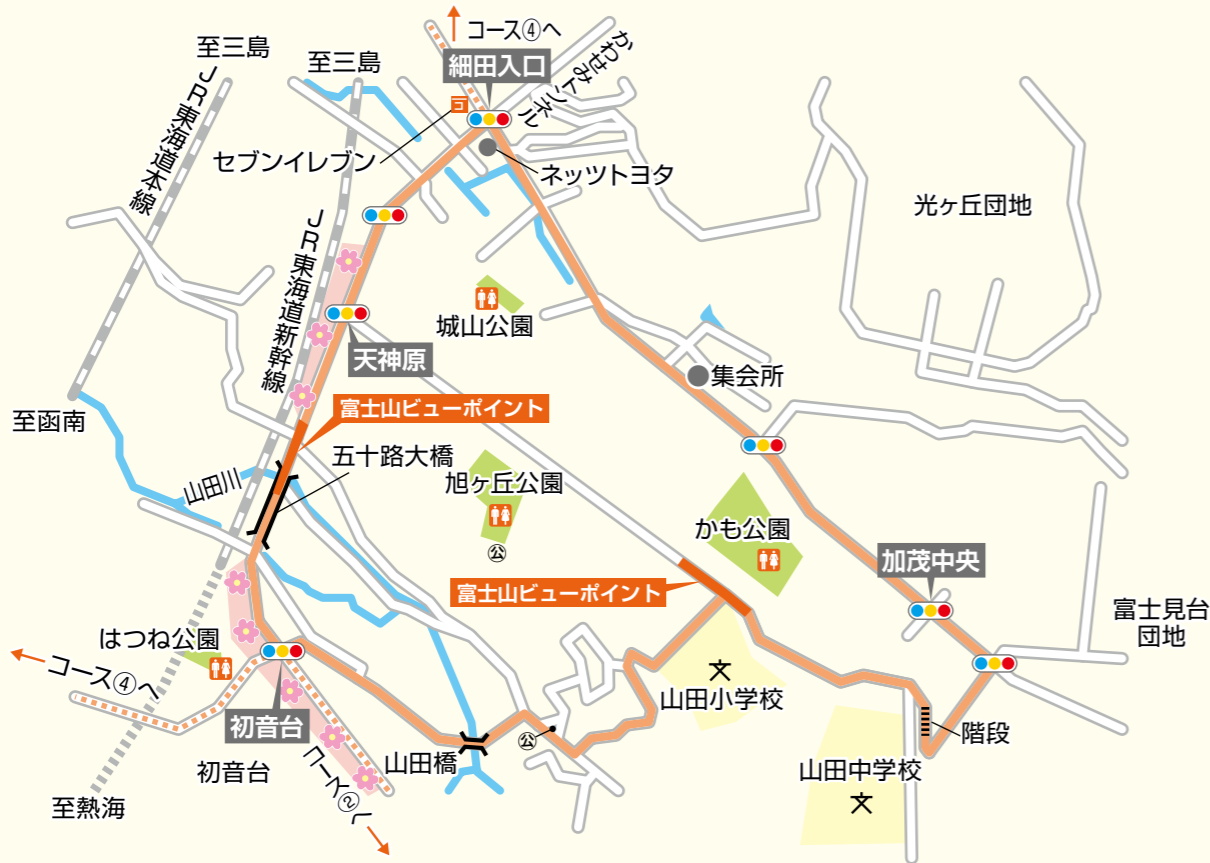 コース④へ
至三島
至三島
細田入口
かわせみトンネル
JR東海道本線
セブンイレブン
ネッツトヨタ
光ヶ丘団地
JR東海道新幹線
城山公園
天神原
集会所
至函南
富士山ビューポイント
五十路大橋
山田川
旭ヶ丘公園
㊂
かも公園
富士山ビューポイント
加茂中央
富士見台
団地
はつね公園
コース④へ
山田小学校
初音台
山田橋
㊂
階段
初音台
山田中学校
コース②へ
至熱海